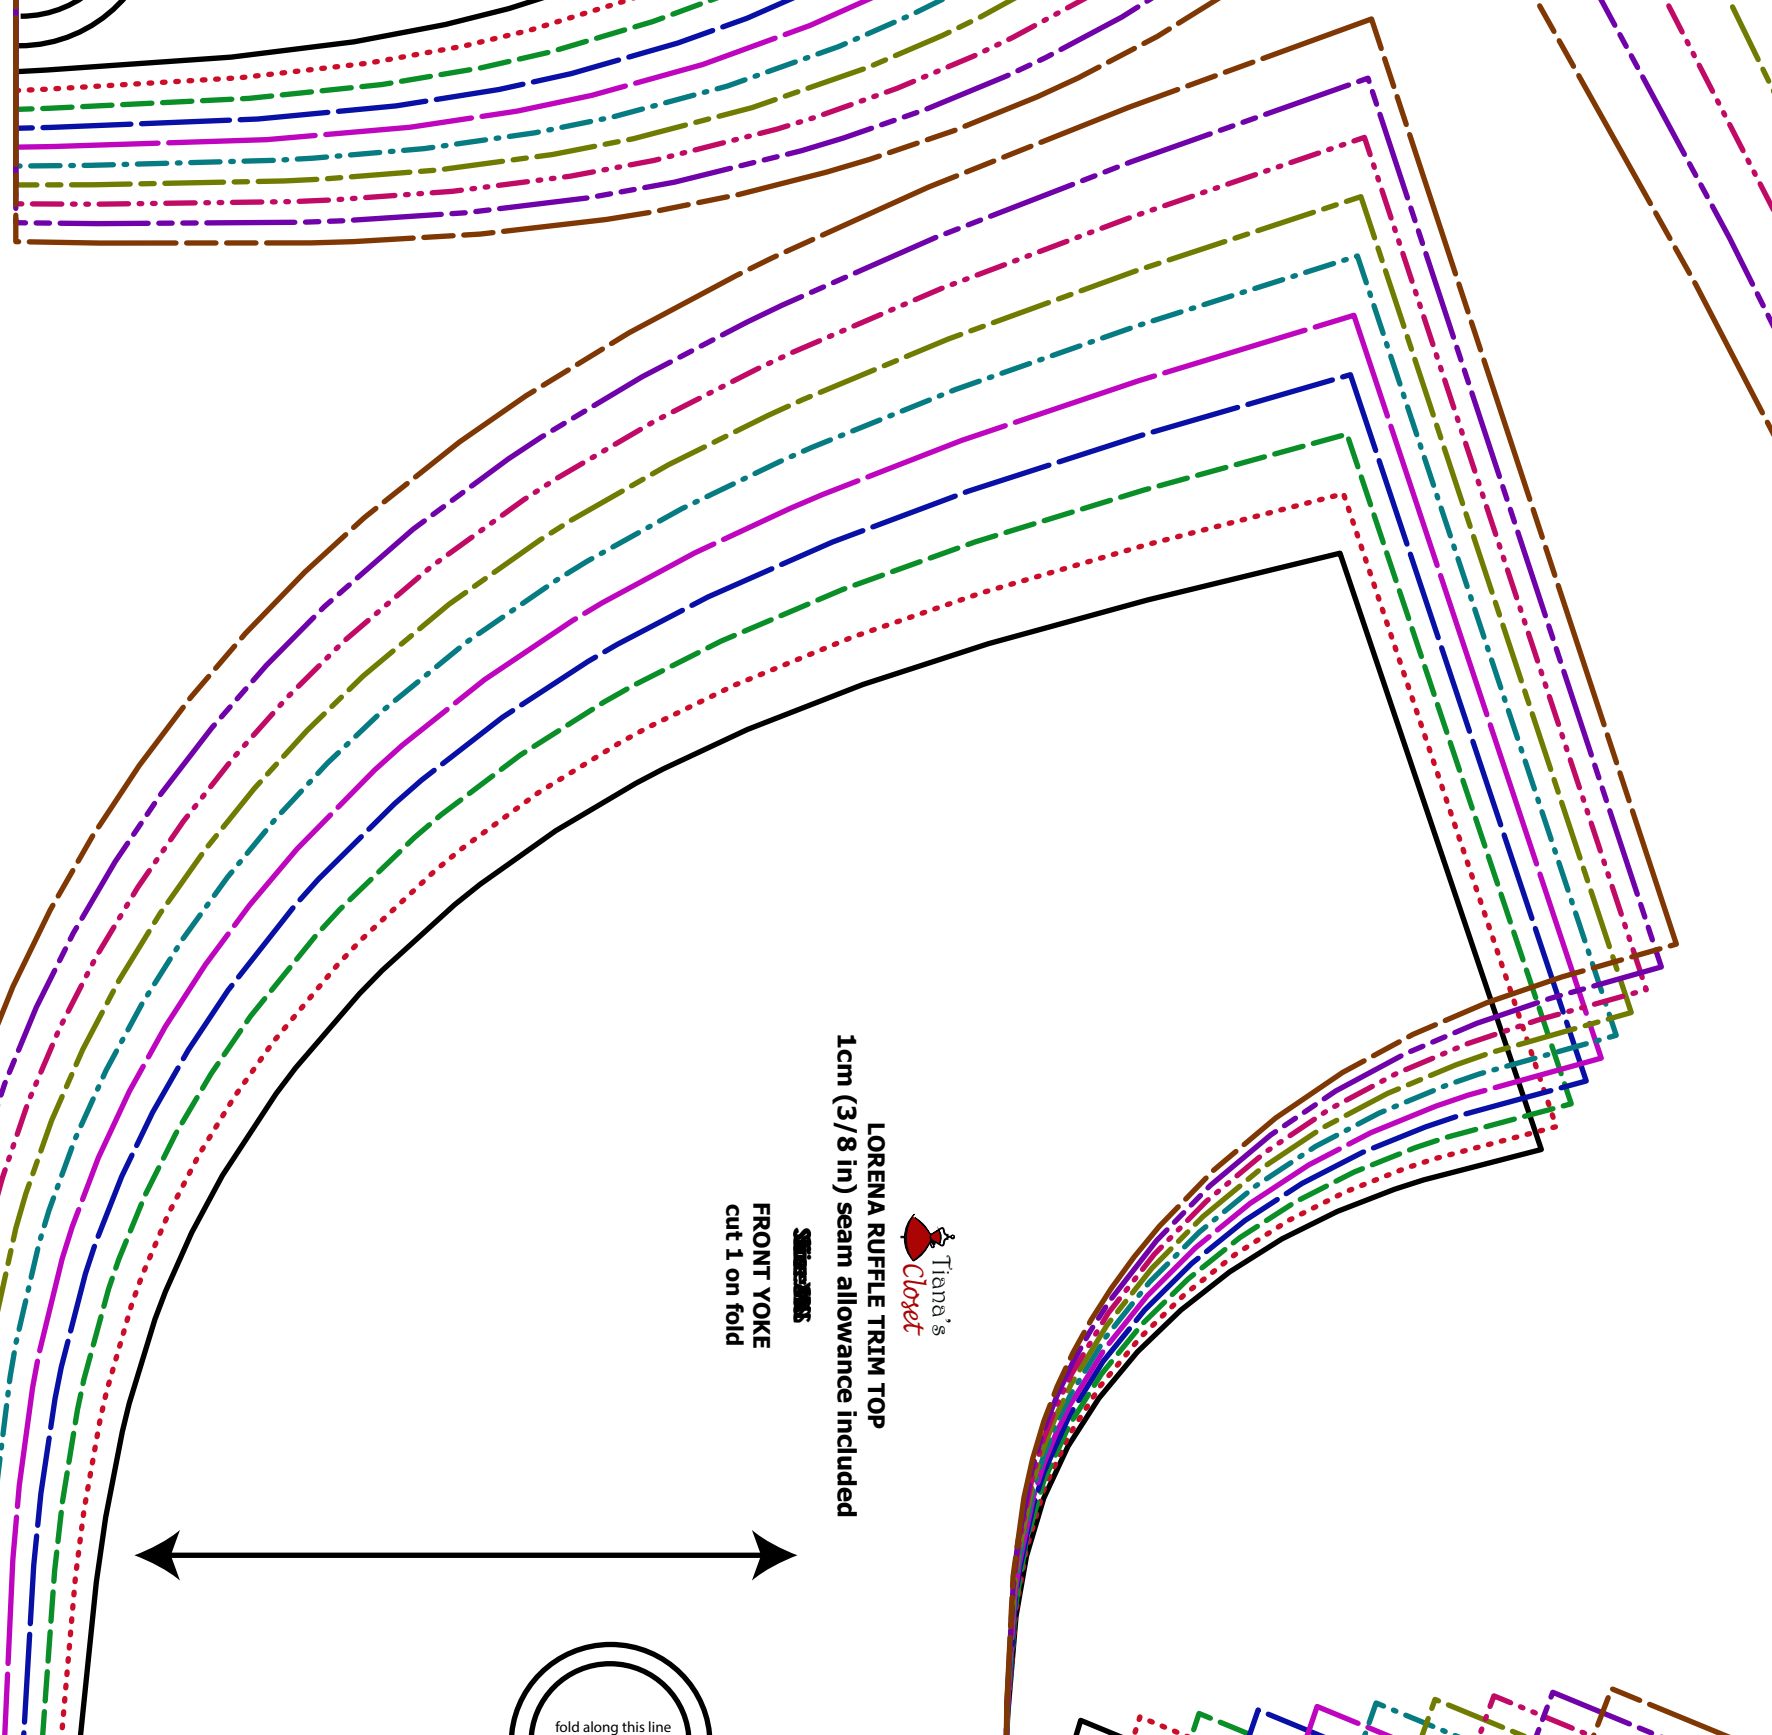 Tiana's
Closet
LORENA RUFFLE TRIM TOP
1cm (3/8 in) seam allowance included
FRONT YOKE
cut 1 on fold
fold along this line